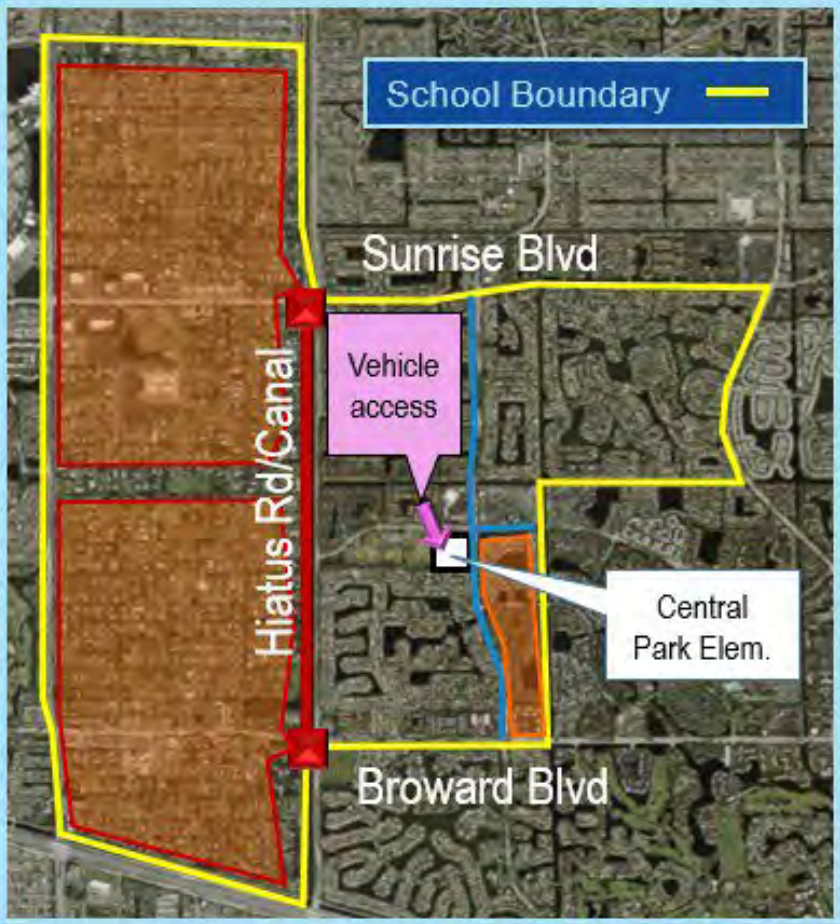 School Boundary
Sunrise Blvd
Vehicle
access
Hiatus Rd/Canal
Central
Park Elem.
Broward Blvd